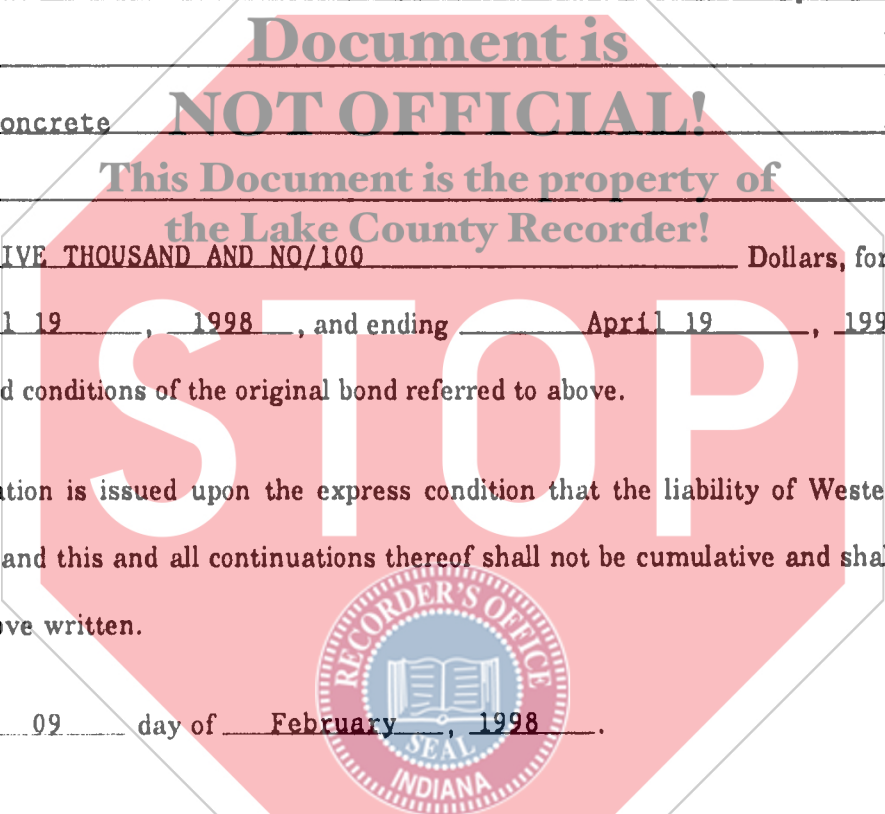 Document is
NOT OFFICIAL!
oncrete
This Document is the property of
the Lake County Recorder!
IVE THOUSAND AND NO/100 Dollars, for
l 19 , 1998 , and ending April 19 , 199
d conditions of the original bond referred to above.
STOP
ation is issued upon the express condition that the liability of Weste
and this and all continuations thereof shall not be cumulative and shal
ove written.
RECORDER'S OFFICE
09 day of February , 1998 .
SEAL
INDIANA